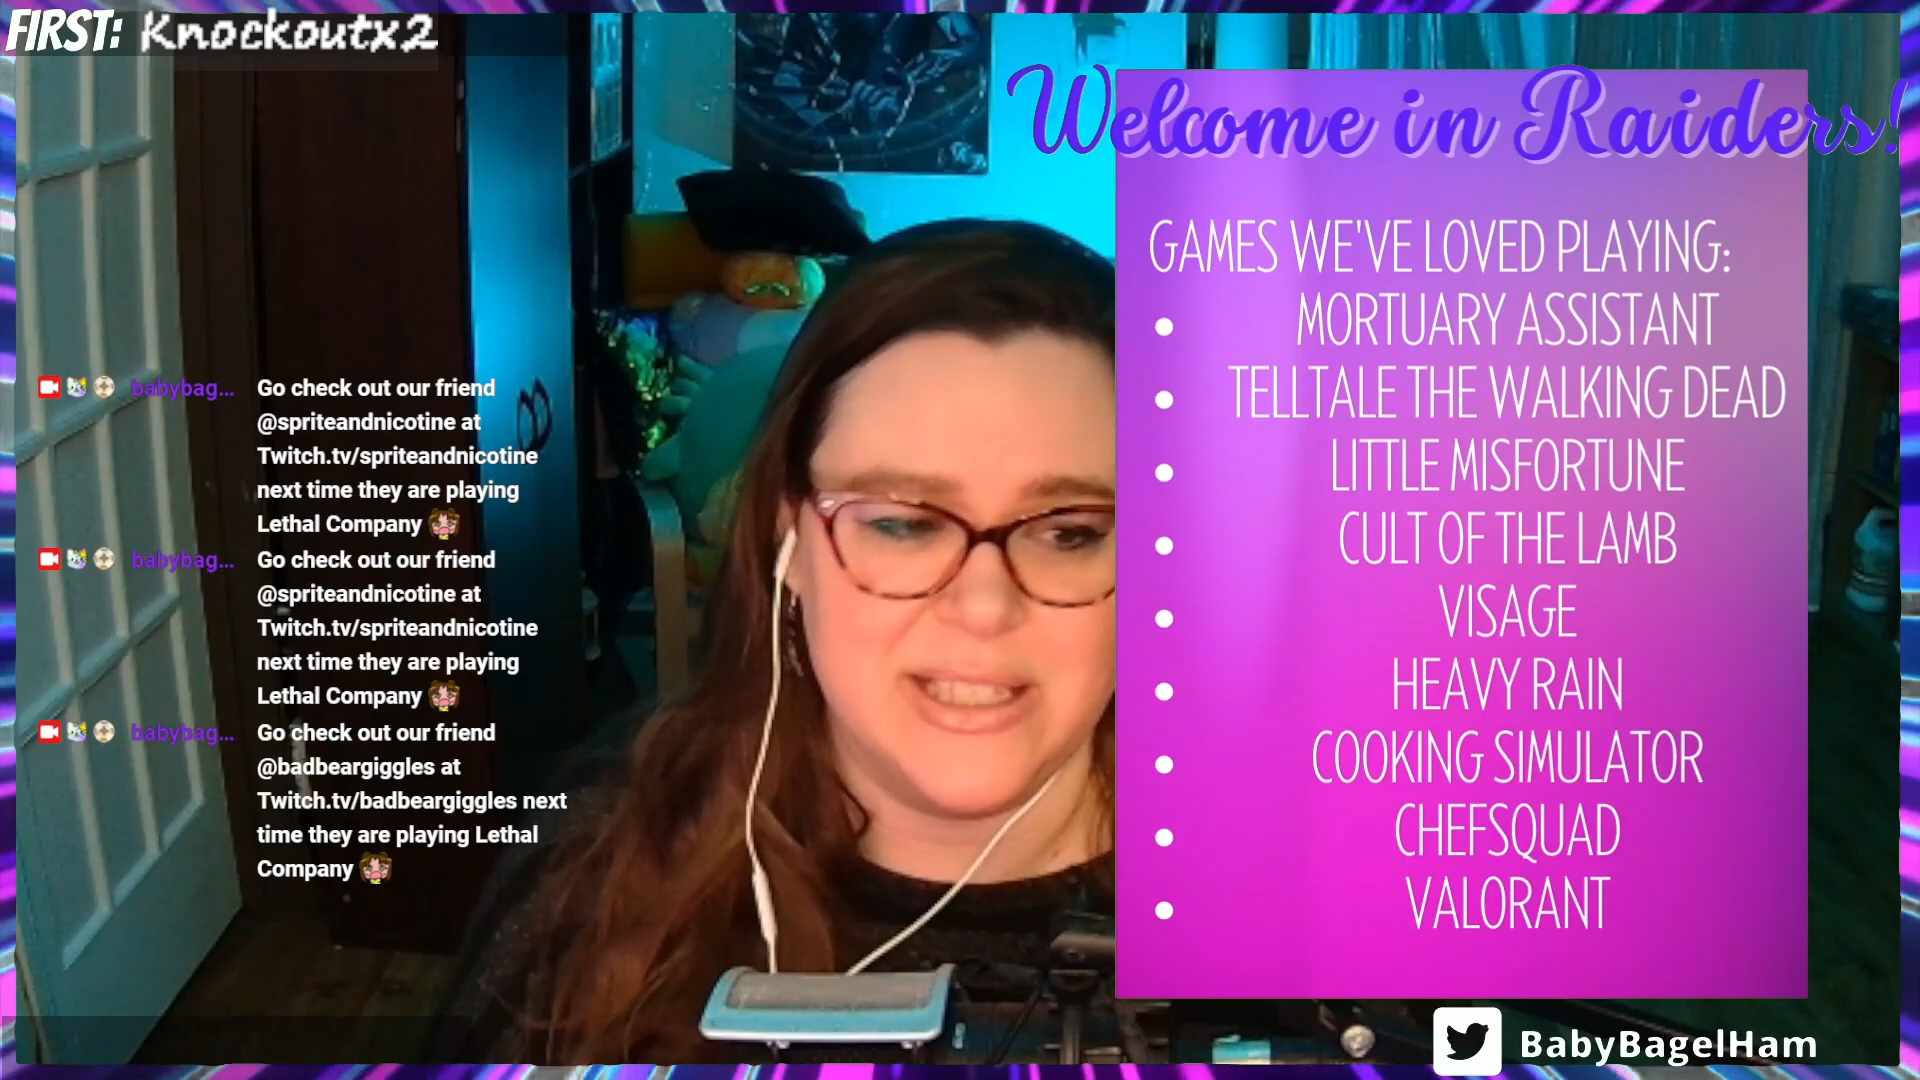 FIRST: Knockoutx2
Welcome in Raiders!
GAMES WE'VE LOVED PLAYING:
• MORTUARY ASSISTANT
• TELLTALE THE WALKING DEAD
• LITTLE MISFORTUNE
• CULT OF THE LAMB
• VISAGE
• HEAVY RAIN
• COOKING SIMULATOR
• CHEFSQUAD
• VALORANT
babybag... Go check out our friend
@spriteandnicotine at
Twitch.tv/spriteandnicotine
next time they are playing
Lethal Company
babybag... Go check out our friend
@spriteandnicotine at
Twitch.tv/spriteandnicotine
next time they are playing
Lethal Company
babybag... Go check out our friend
@badbeargiggles at
Twitch.tv/badbeargiggles next
time they are playing Lethal
Company
BabyBagelHam